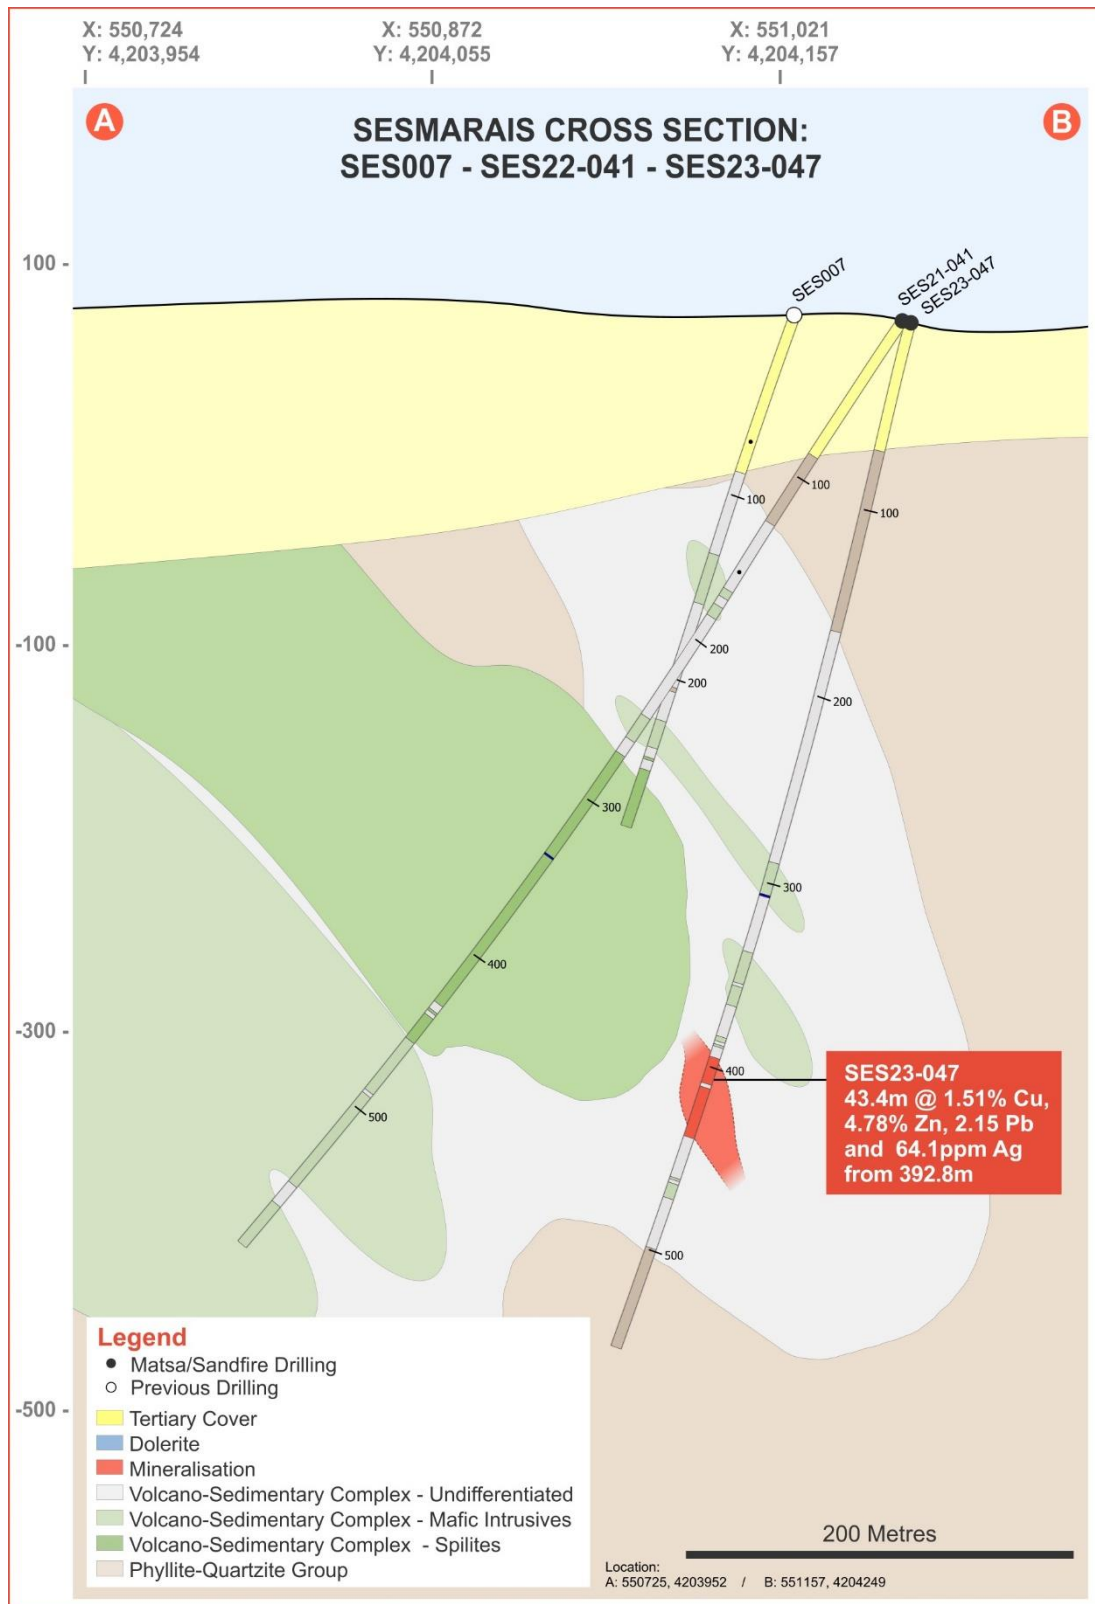 X: 550,724
Y: 4,203,954
X: 550,872
Y: 4,204,055
X: 551,021
Y: 4,204,157
A
B
SESMARAIS CROSS SECTION:
SES007 - SES22-041 - SES23-047
100 -
SES007
SES21-041
SES23-047
100
100
100
-100 -
200
200
200
300
300
400
-300 -
400
SES23-047
43.4m @ 1.51% Cu,
4.78% Zn, 2.15 Pb
and 64.1ppm Ag
from 392.8m
500
500
Legend
Matsa/Sandfire Drilling
Previous Drilling
-500 -
Tertiary Cover
Dolerite
Mineralisation
Volcano-Sedimentary Complex - Undifferentiated
Volcano-Sedimentary Complex - Mafic Intrusives
Volcano-Sedimentary Complex - Spilites
Phyllite-Quartzite Group
200 Metres
Location:
A: 550725, 4203952 / B: 551157, 4204249